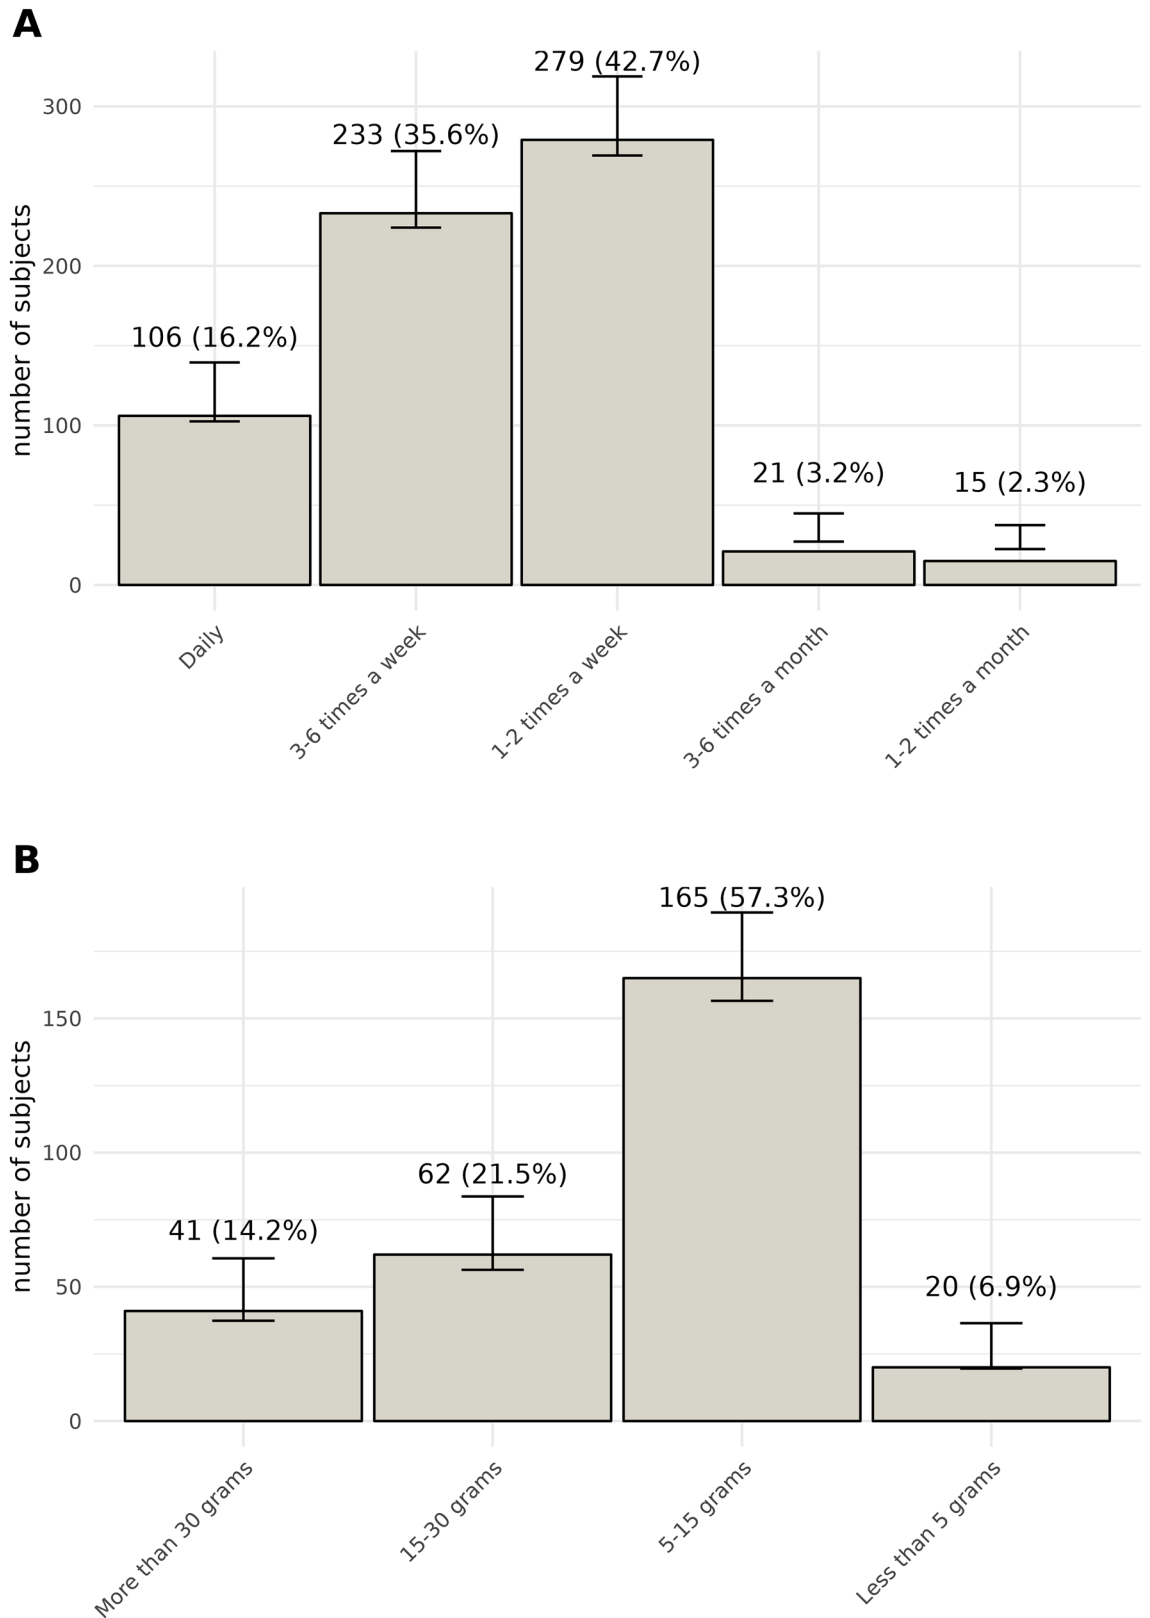 A
279 (42.7%)
300
233 (35.6%)
200
106 (16.2%)
number of subjects
100
21 (3.2%)
15 (2.3%)
0
Daily
3-6 times a week
1-2 times a week
3-6 times a month
1-2 times a month
B
165 (57.3%)
150
number of subjects
100
62 (21.5%)
41 (14.2%)
50
20 (6.9%)
0
More than 30 grams
15-30 grams
5-15 grams
Less than 5 grams